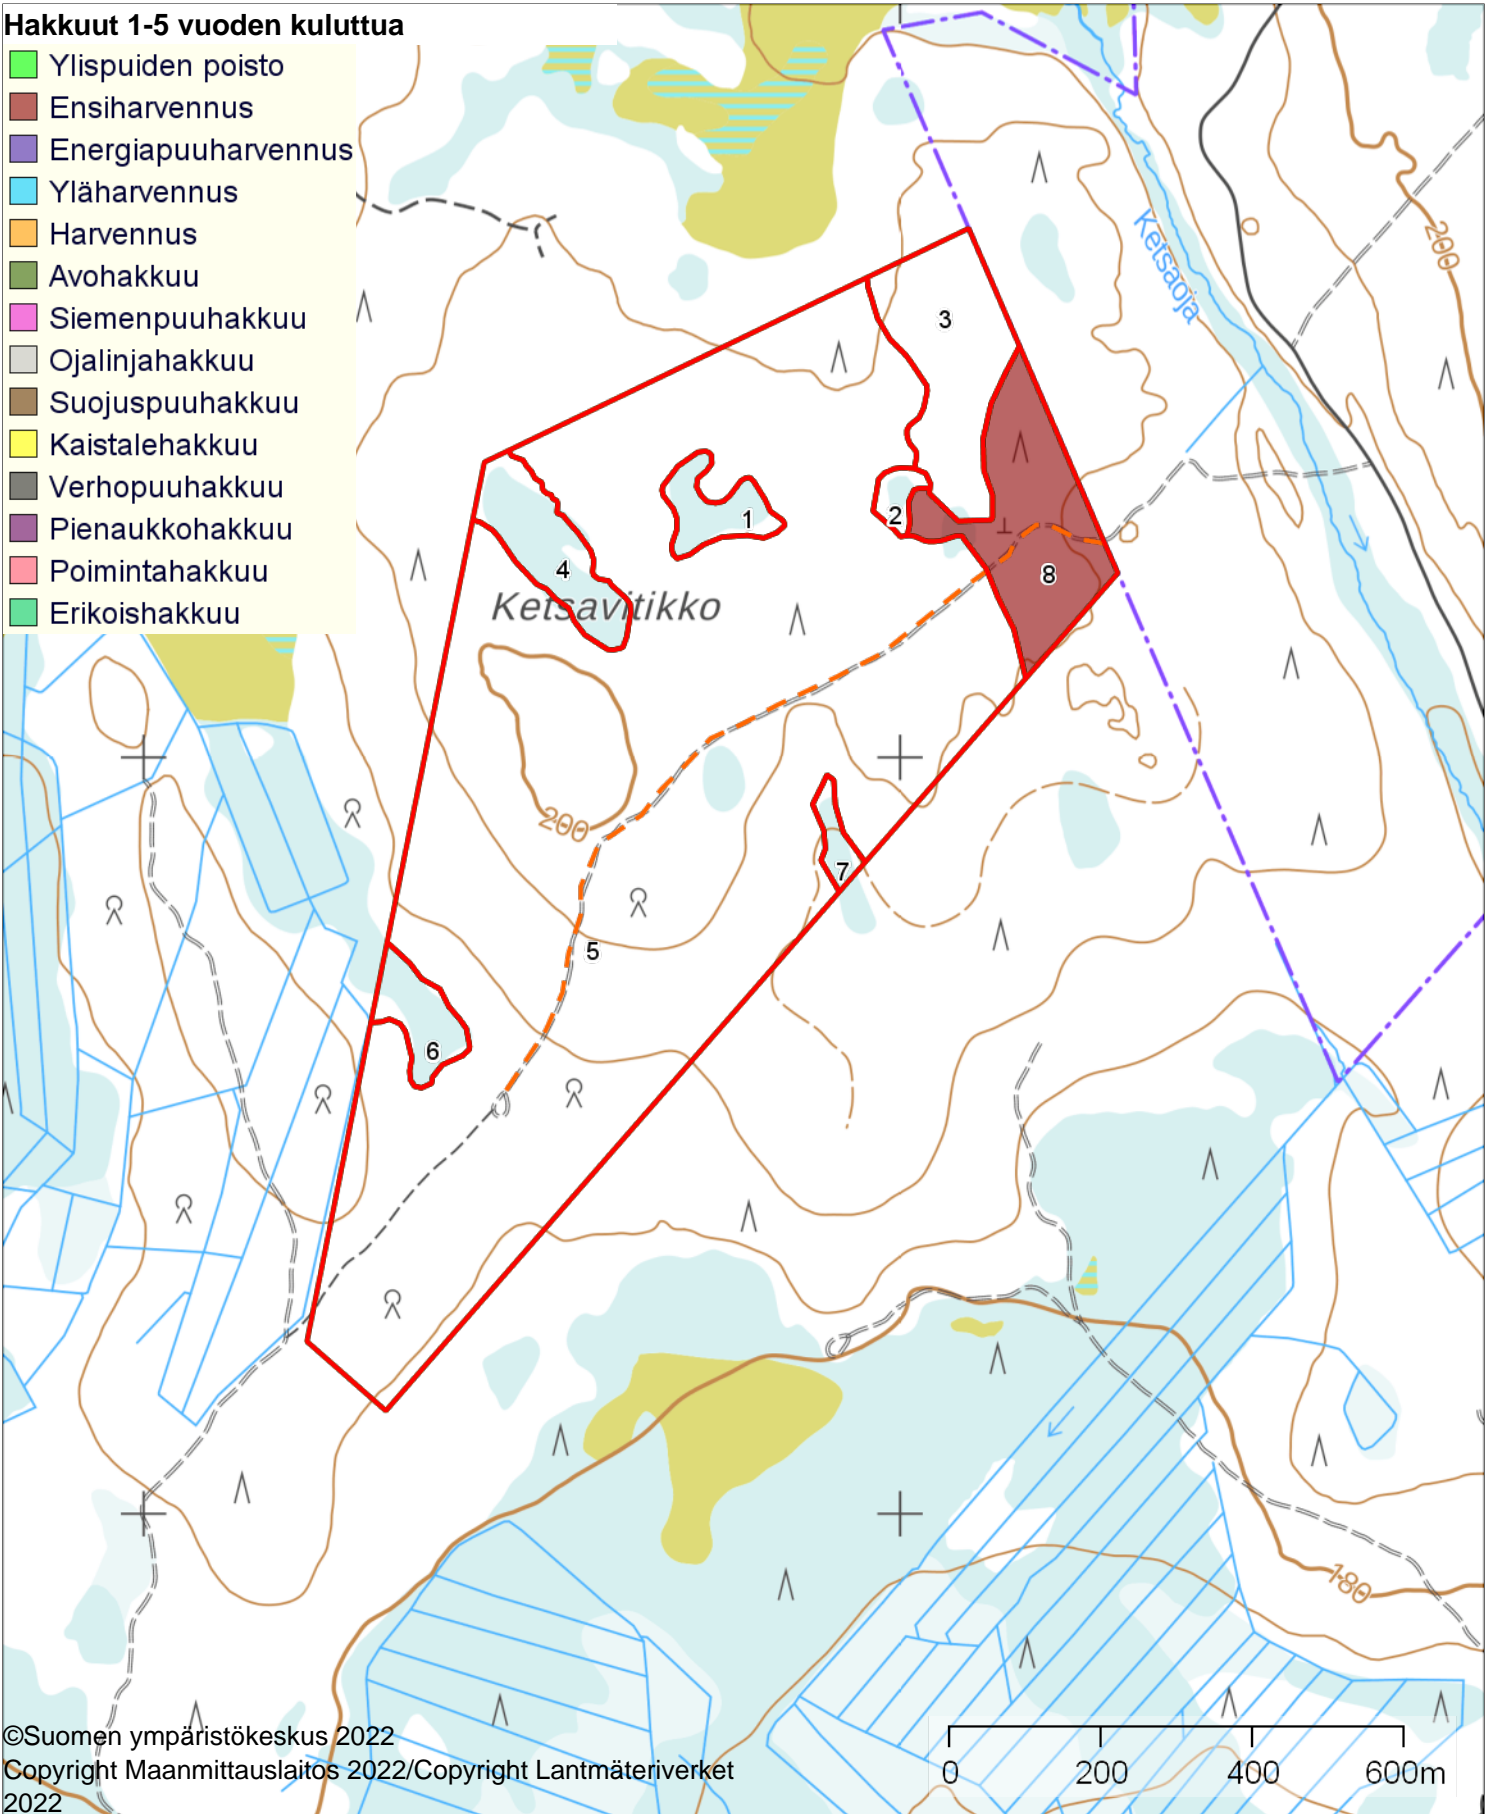 Hakkuut 1-5 vuoden kuluttua
Ylispuiden poisto
Ensiharvennus
Energiapuuharvennus
Yläharvennus
Harvennus
Avohakkuu
Siemenpuuhakkuu
Ojalinjahakkuu
Suojuspuuhakkuu
Kaistalehakkuu
Verhopuuhakkuu
Pienaukkohakkuu
Poimintahakkuu
Erikoishakkuu
Ketsaoja
200
3
1
2
4
8
Ketsavitikko
200
7
5
6
180
©Suomen ympäristökeskus 2022
Copyright Maanmittauslaitos 2022/Copyright Lantmäteriverket
2022
0 200 400 600m